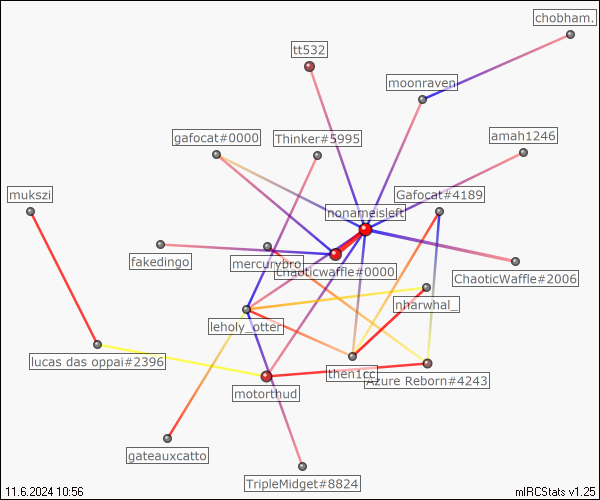 chobham.
tt532
moonraven
gafocat#0000
Thinker#5995
amah1246
mukszi
Gafocat#4189
nonameisleft
fakedingo
mercurybro
Chaoticwaffle#0000
ChaoticWaffle#2006
nharwhal_
leholy_otter
lucas das oppai#2396
then1cc
Azure Reborn#4243
motorthud
gateauxcatto
TripleMidget#8824
11.6.2024 10:56
mIRCStats v1.25